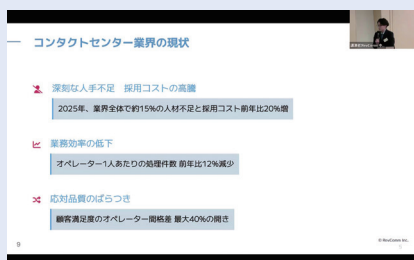 コンタクトセンター業界の現状
深刻な人手不足 採用コストの高騰
2025年、業界全体で約15%の人材不足と採用コスト前年比20%増
業務効率の低下
オペレーター1人あたりの処理件数 前年比12%減少
応対品質のばらつき
顧客満足度のオペレーター間格差 最大40%の開き
9